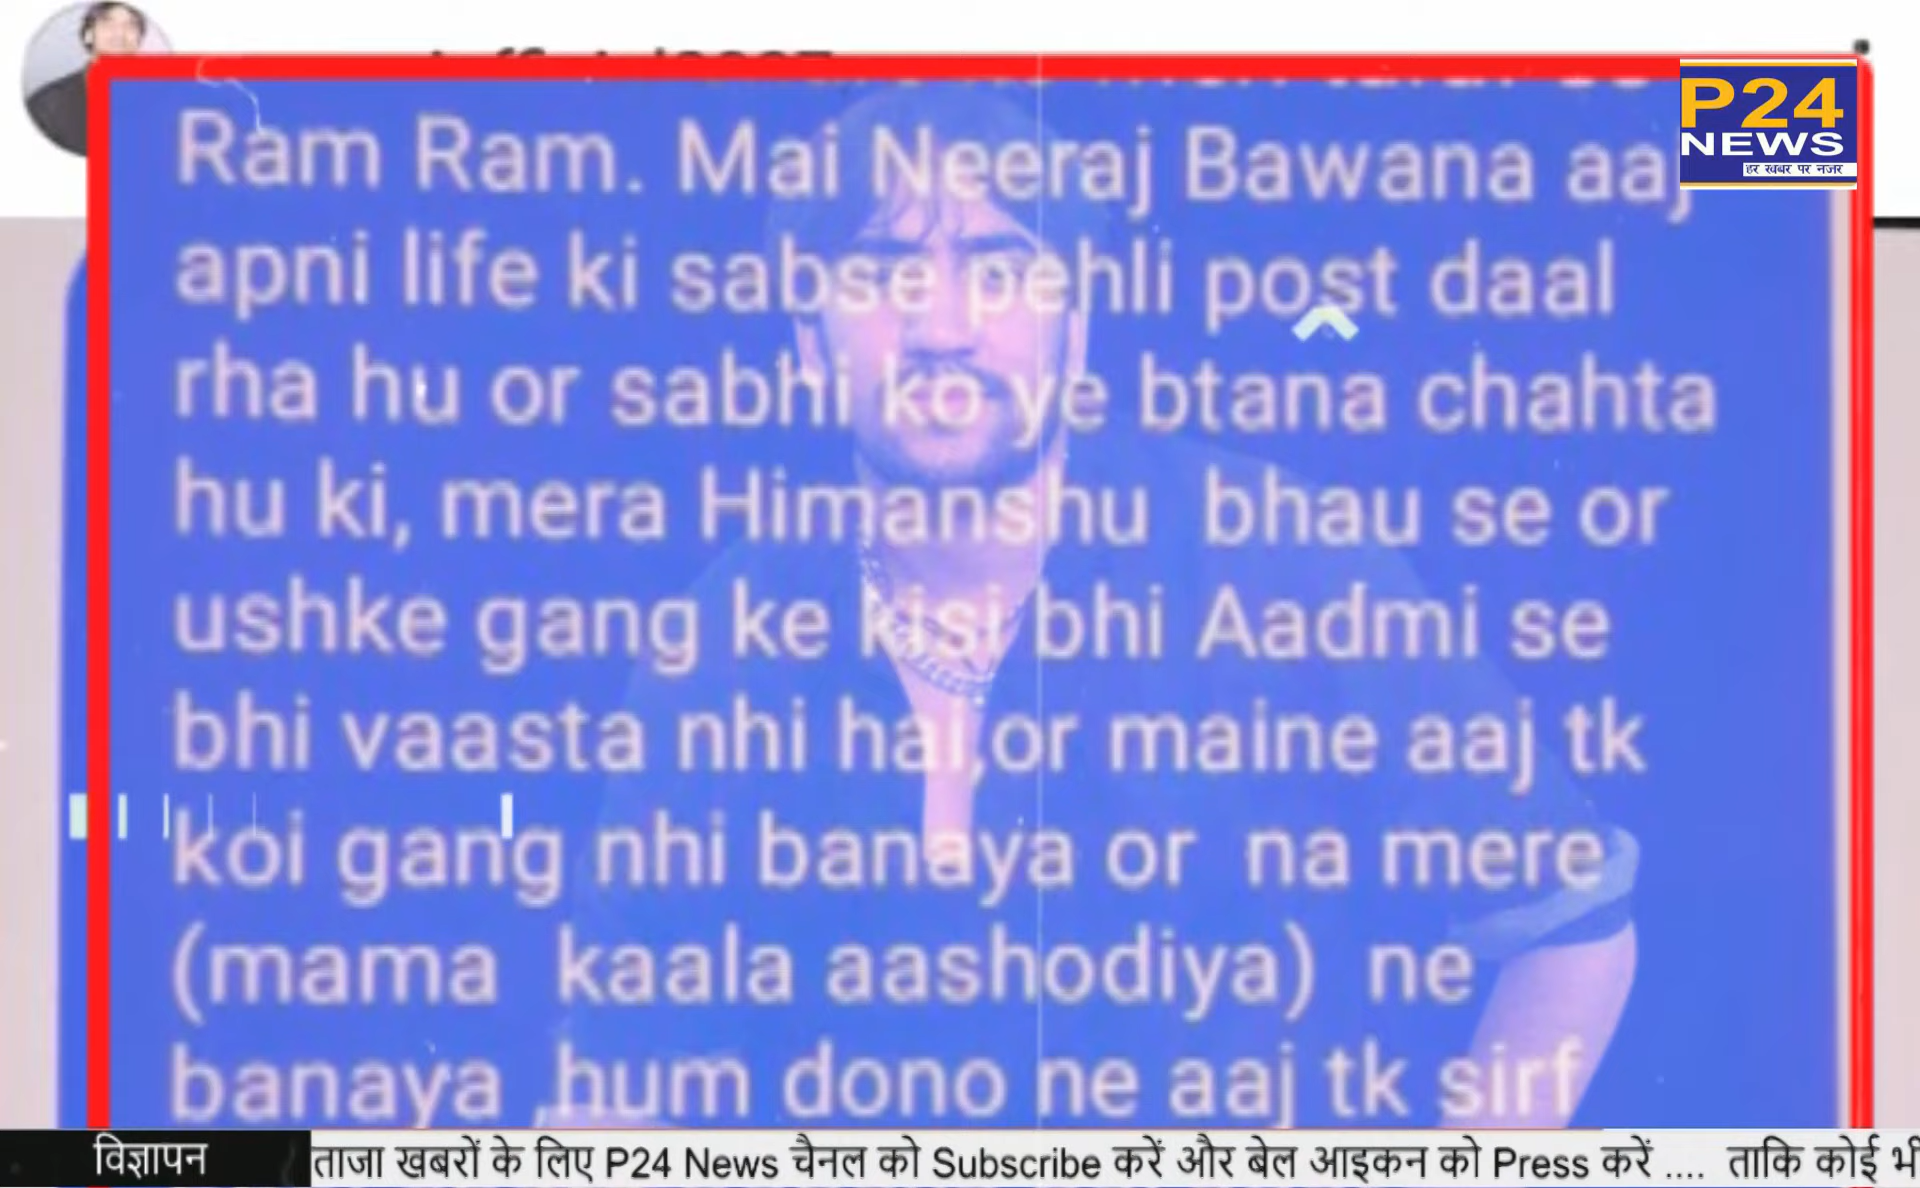 P24
NEWS
हर खबर पर नजर
Ram Ram. Mai Neeraj Bawana aaj
apni life ki sabse pehli post daal
rha hu or sabhi ko ye btana chahta
hu ki, mera Himanshu bhau se or
ushke gang ke kisi bhi Aadmi se
bhi vaasta nhi hai,or maine aaj tk
koi gang nhi banaya or na mere
(mama kaala aashodiya) ne
banaya ,hum dono ne aaj tk sirf
विज्ञापन
ताजा खबरों के लिए P24 News चैनल को Subscribe करें और बेल आइकन को Press करें .... ताकि कोई भी